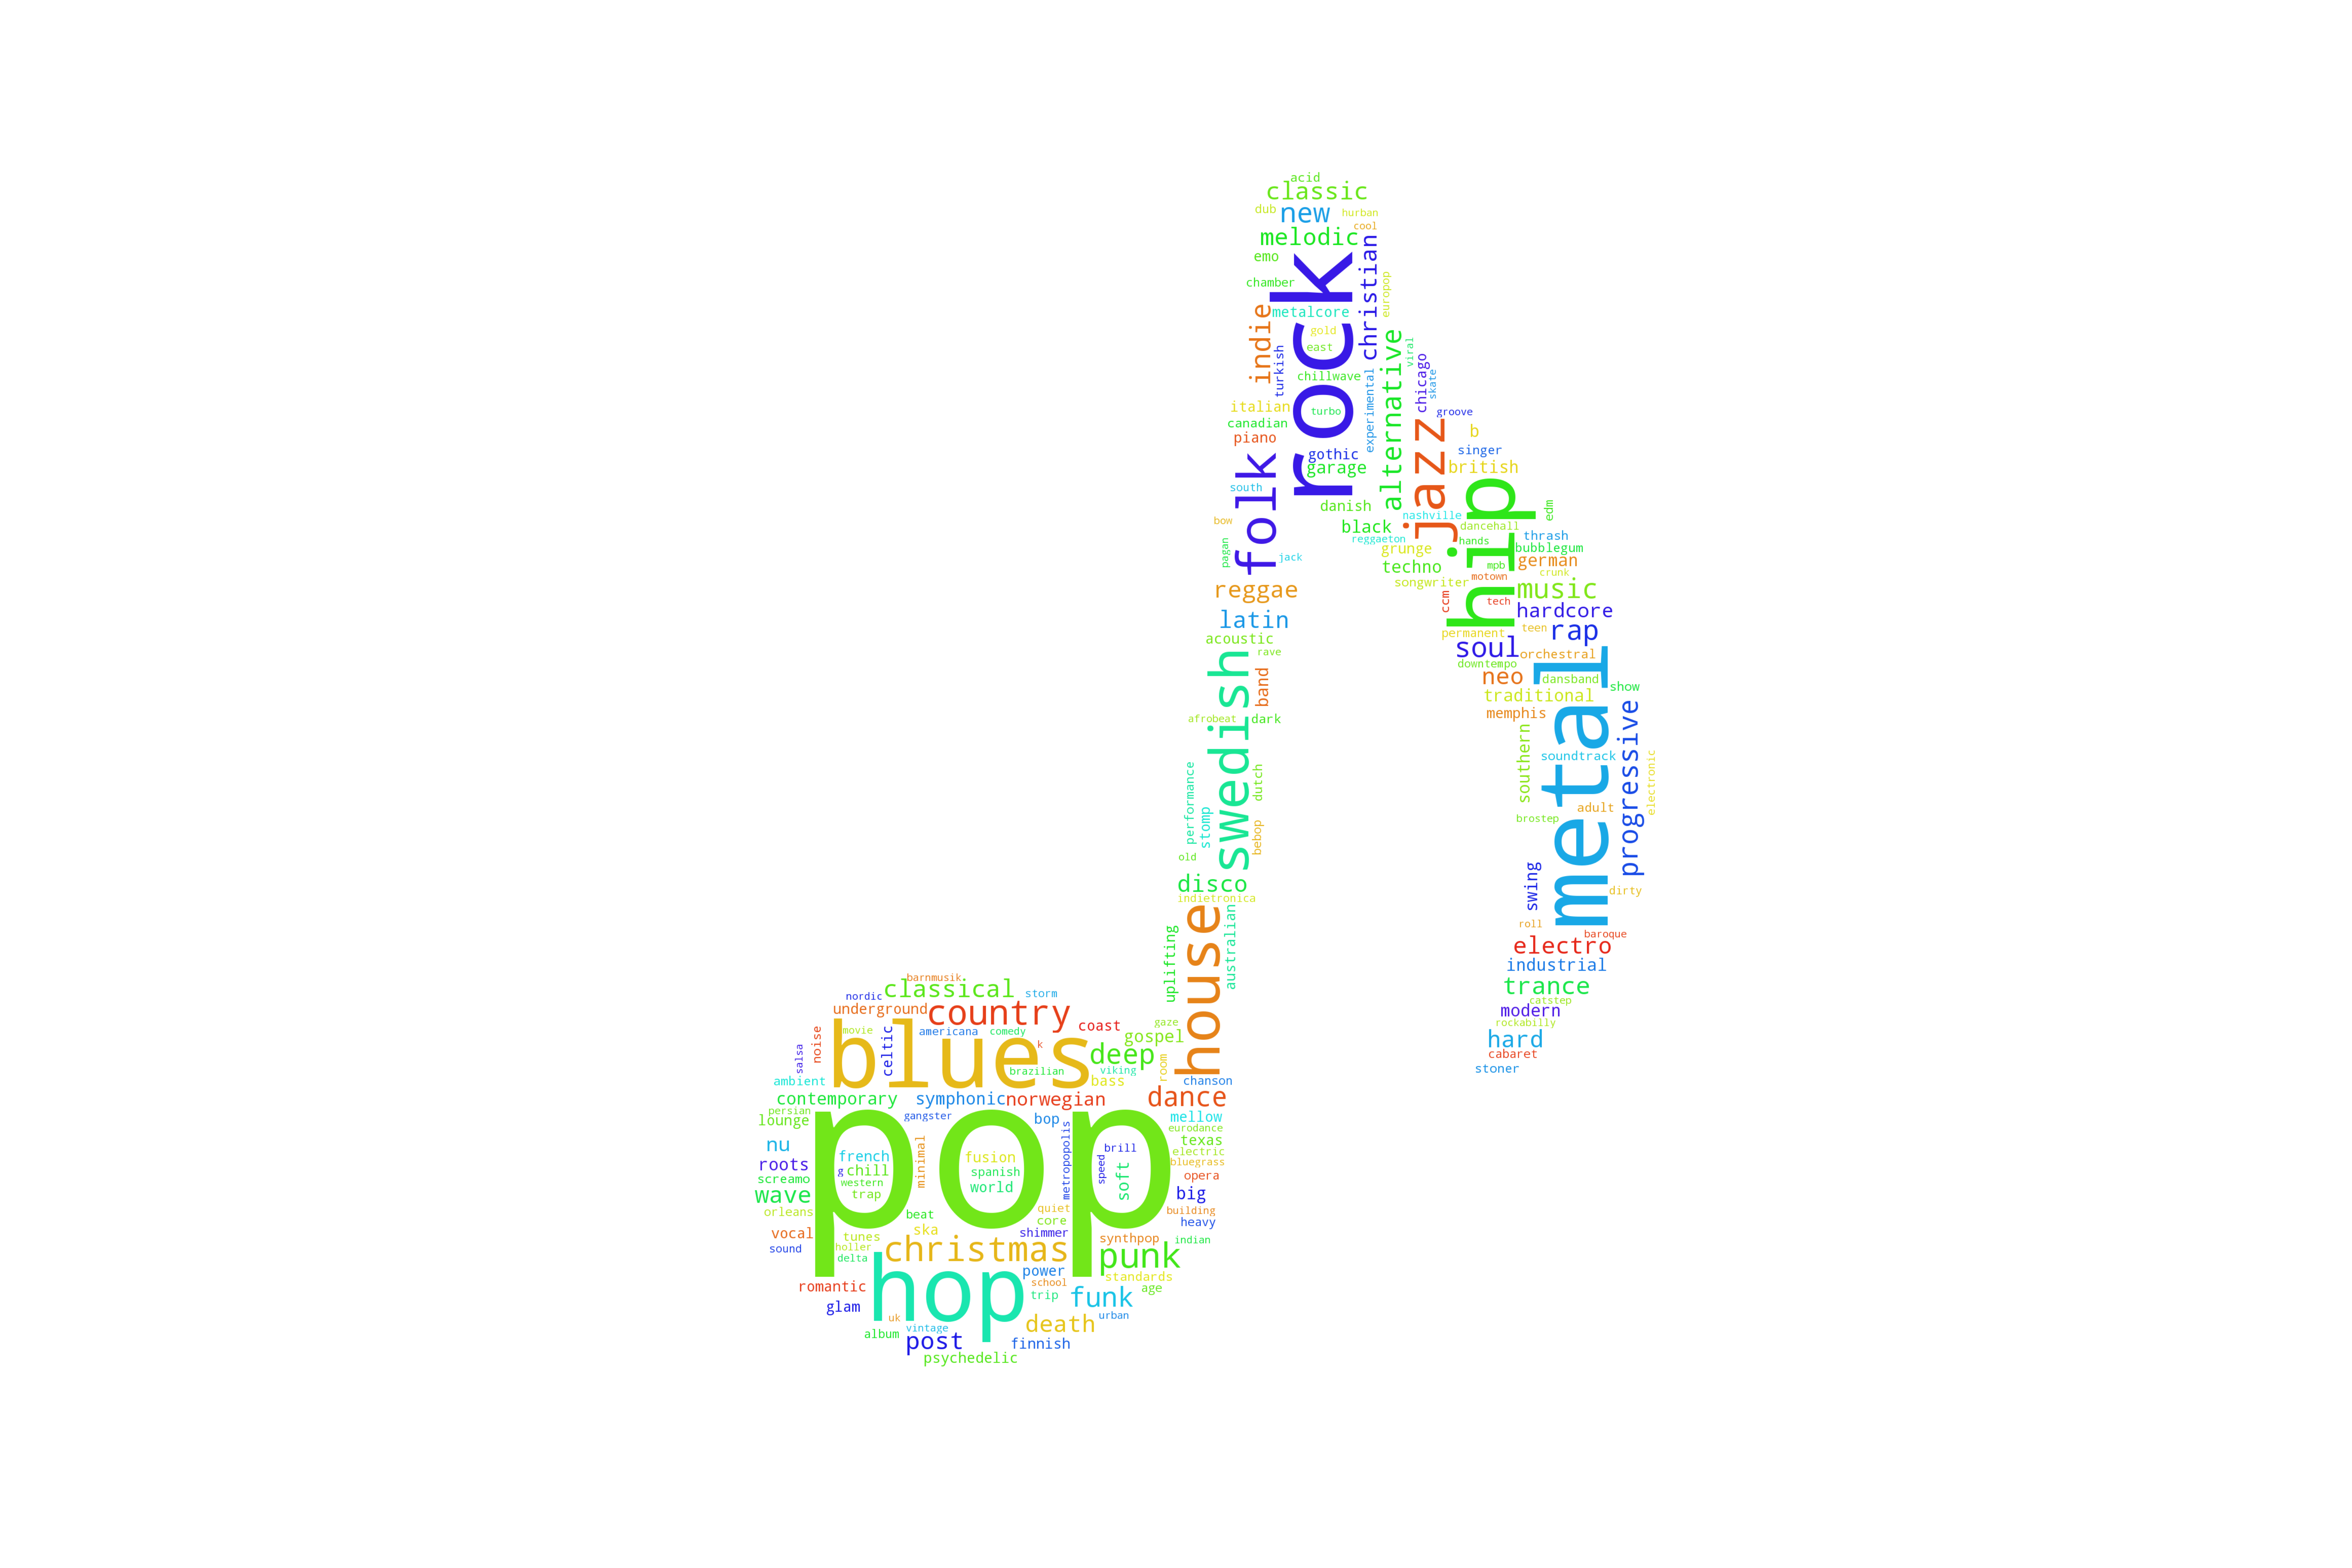 acid
classic
dub
new
hurban
cool
melodic
emo
christian
rock
chamber
europop
metalcore
indie
gold
east
turkish
alternative
viral
chicago
chillwave
experimental
skate
italian
turbo
groove
canadian
jazz
b
piano
folk
gothic
singer
garage
british
south
hip
danish
bow
black
nashville
dancehall
edm
pagan
reggaeton
hands
thrash
jack
grunge
bubblegum
techno
mpb
german
songwriter
motown
crunk
reggae
ccm
tech
music
latin
hardcore
acoustic
permanent
teen
rap
soul
rave
orchestral
swedish
band
downtempo
metal
neo
dansband
show
traditional
afrobeat
dark
memphis
progressive
southern
soundtrack
electronic
performance
dutch
stomp
adult
brostep
bebop
old
swing
disco
dirty
indietronica
house
australian
roll
baroque
uplifting
electro
industrial
barnmusik
classical
trance
nordic
storm
catstep
underground
country
modern
rockabilly
coast
gaze
movie
americana
comedy
gospel
hard
noise
celtic
blues
k
deep
cabaret
salsa
room
brazilian
viking
stoner
ambient
bass
chanson
contemporary
symphonic
norwegian
dance
persian
pop
gangster
bop
mellow
lounge
eurodance
nu
minimal
metropopolis
texas
french
fusion
brill
electric
roots
g
chill
spanish
speed
soft
bluegrass
screamo
western
opera
wave
trap
world
big
orleans
beat
quiet
building
core
heavy
vocal
tunes
ska
shimmer
synthpop
indian
sound
holler
christmas
punk
delta
hop
power
standards
romantic
school
age
trip
funk
glam
uk
urban
vintage
death
album
post
finnish
psychedelic